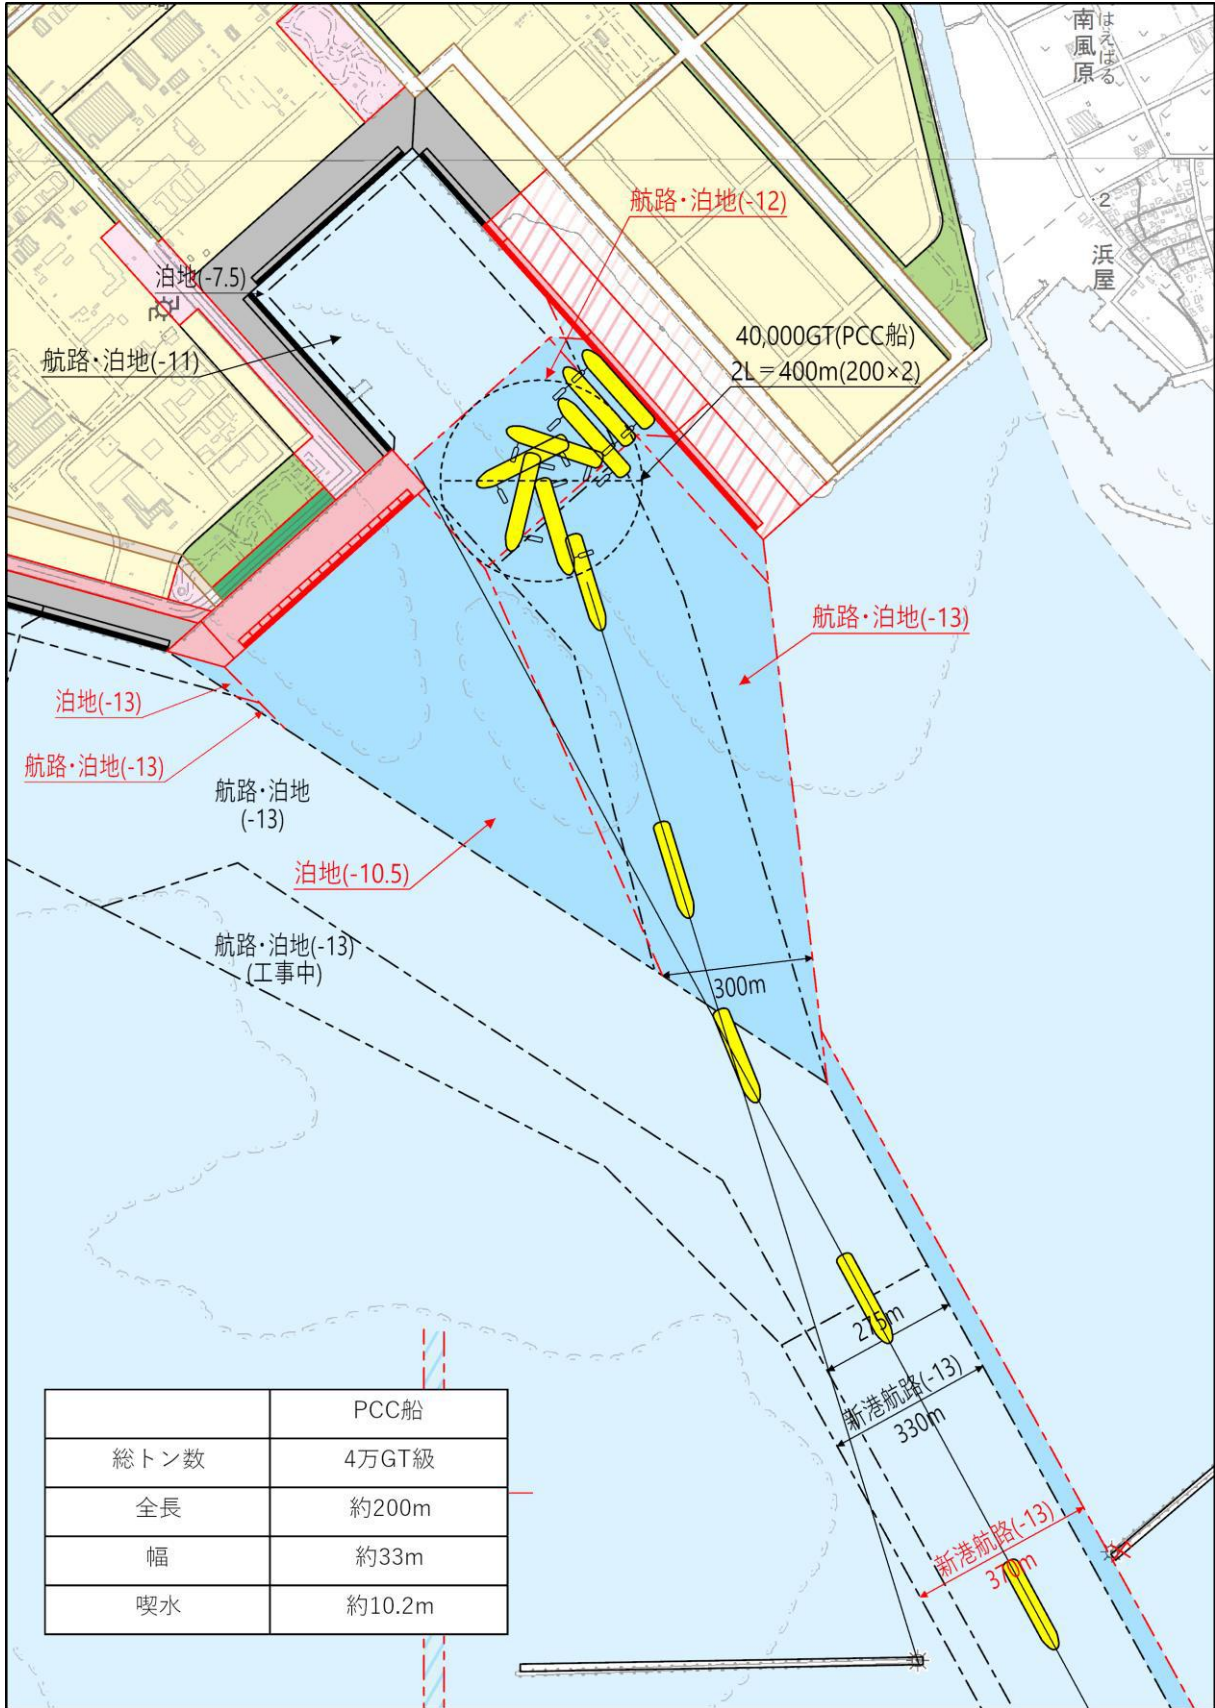 南風原
はえばる
2
浜屋
航路・泊地(-12)
泊地(-7.5)
航路・泊地(-11)
40,000GT(PCC船)
2L=400m(200×2)
航路・泊地(-13)
泊地(-13)
航路・泊地(-13)
航路・泊地
(-13)
泊地(-10.5)
航路・泊地(-13)
(工事中)
300m
275m
新港航路(-13)
330m
新港航路(-13)
370m
PCC船
総トン数 4万GT級
全長 約200m
幅 約33m
喫水 約10.2m